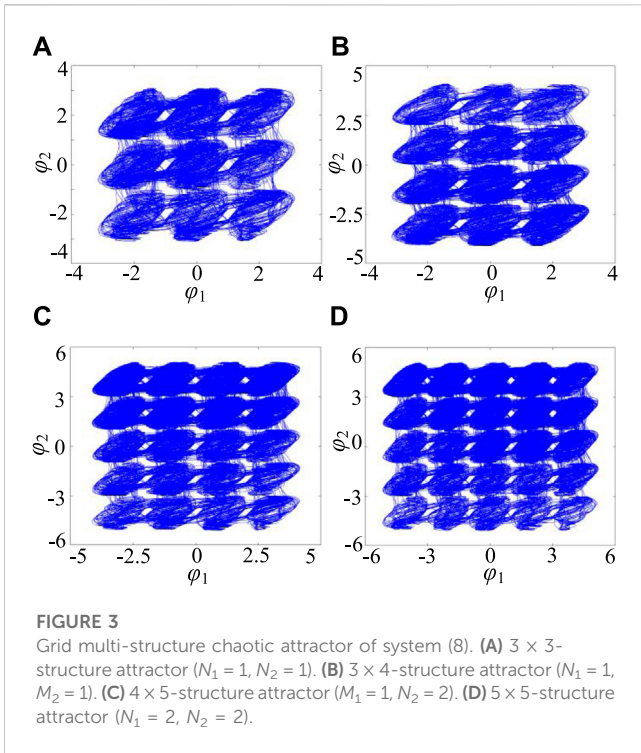 A
B
4
2
0
-2
-4
φ2
-4
-2
0
2
4
φ1
5
2.5
0
-2.5
-5
φ2
-4
-2
0
2
4
φ1
C
D
6
3
0
-3
-6
φ2
-5
-2.5
0
2.5
5
φ1
6
3
0
-3
-6
φ2
-6
-3
0
3
6
φ1
FIGURE 3
Grid multi-structure chaotic attractor of system (8). (A) 3 × 3-
structure attractor (N1 = 1, N2 = 1). (B) 3 × 4-structure attractor (N1 = 1,
M2 = 1). (C) 4 × 5-structure attractor (M1 = 1, N2 = 2). (D) 5 × 5-structure
attractor (N1 = 2, N2 = 2).